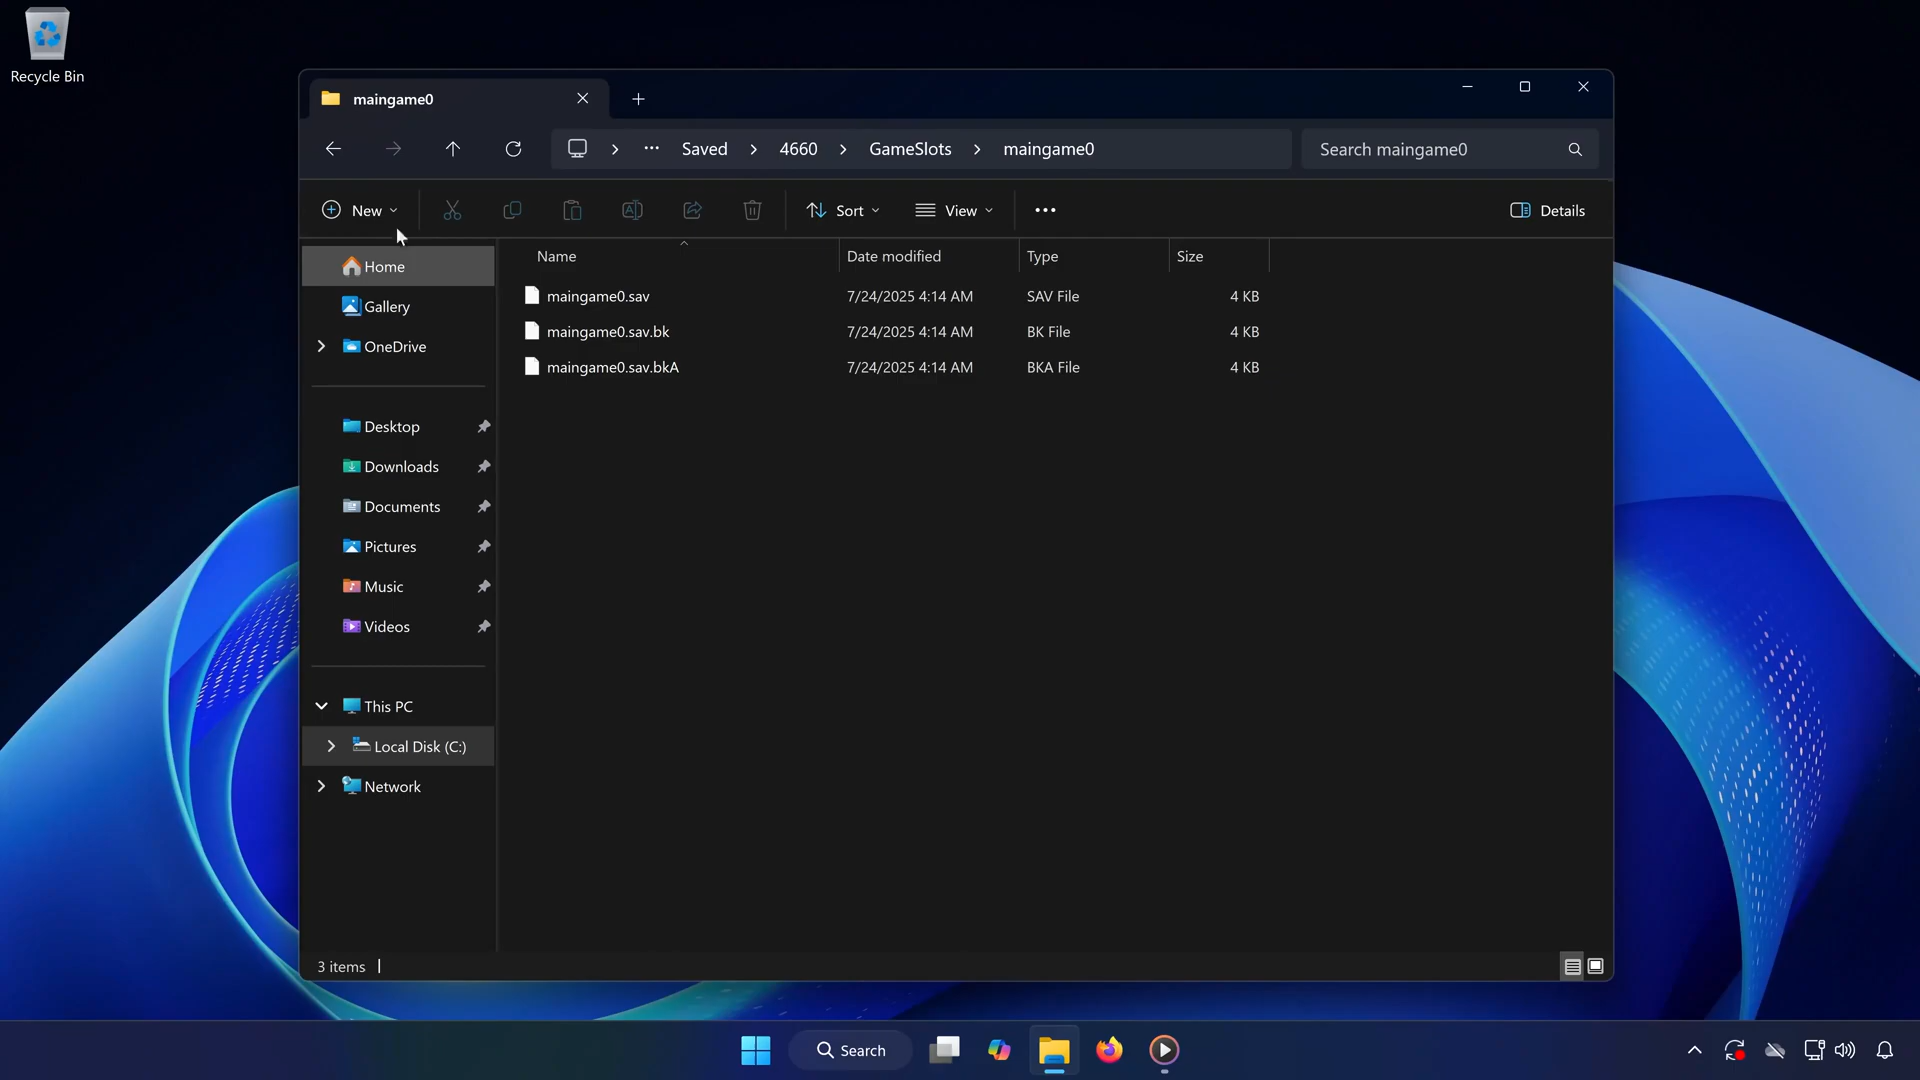 Recycle Bin
maingame0
Saved
4660
GameSlots
maingame0
Search maingame0
New
Sort
View
Details
Name
Date modified
Type
Size
maingame0.sav 7/24/2025 4:14 AM SAV File 4 KB
maingame0.sav.bk 7/24/2025 4:14 AM BK File 4 KB
maingame0.sav.bkA 7/24/2025 4:14 AM BKA File 4 KB
Home
Gallery
OneDrive
Desktop
Downloads
Documents
Pictures
Music
Videos
This PC
Local Disk (C:)
Network
3 items
Search